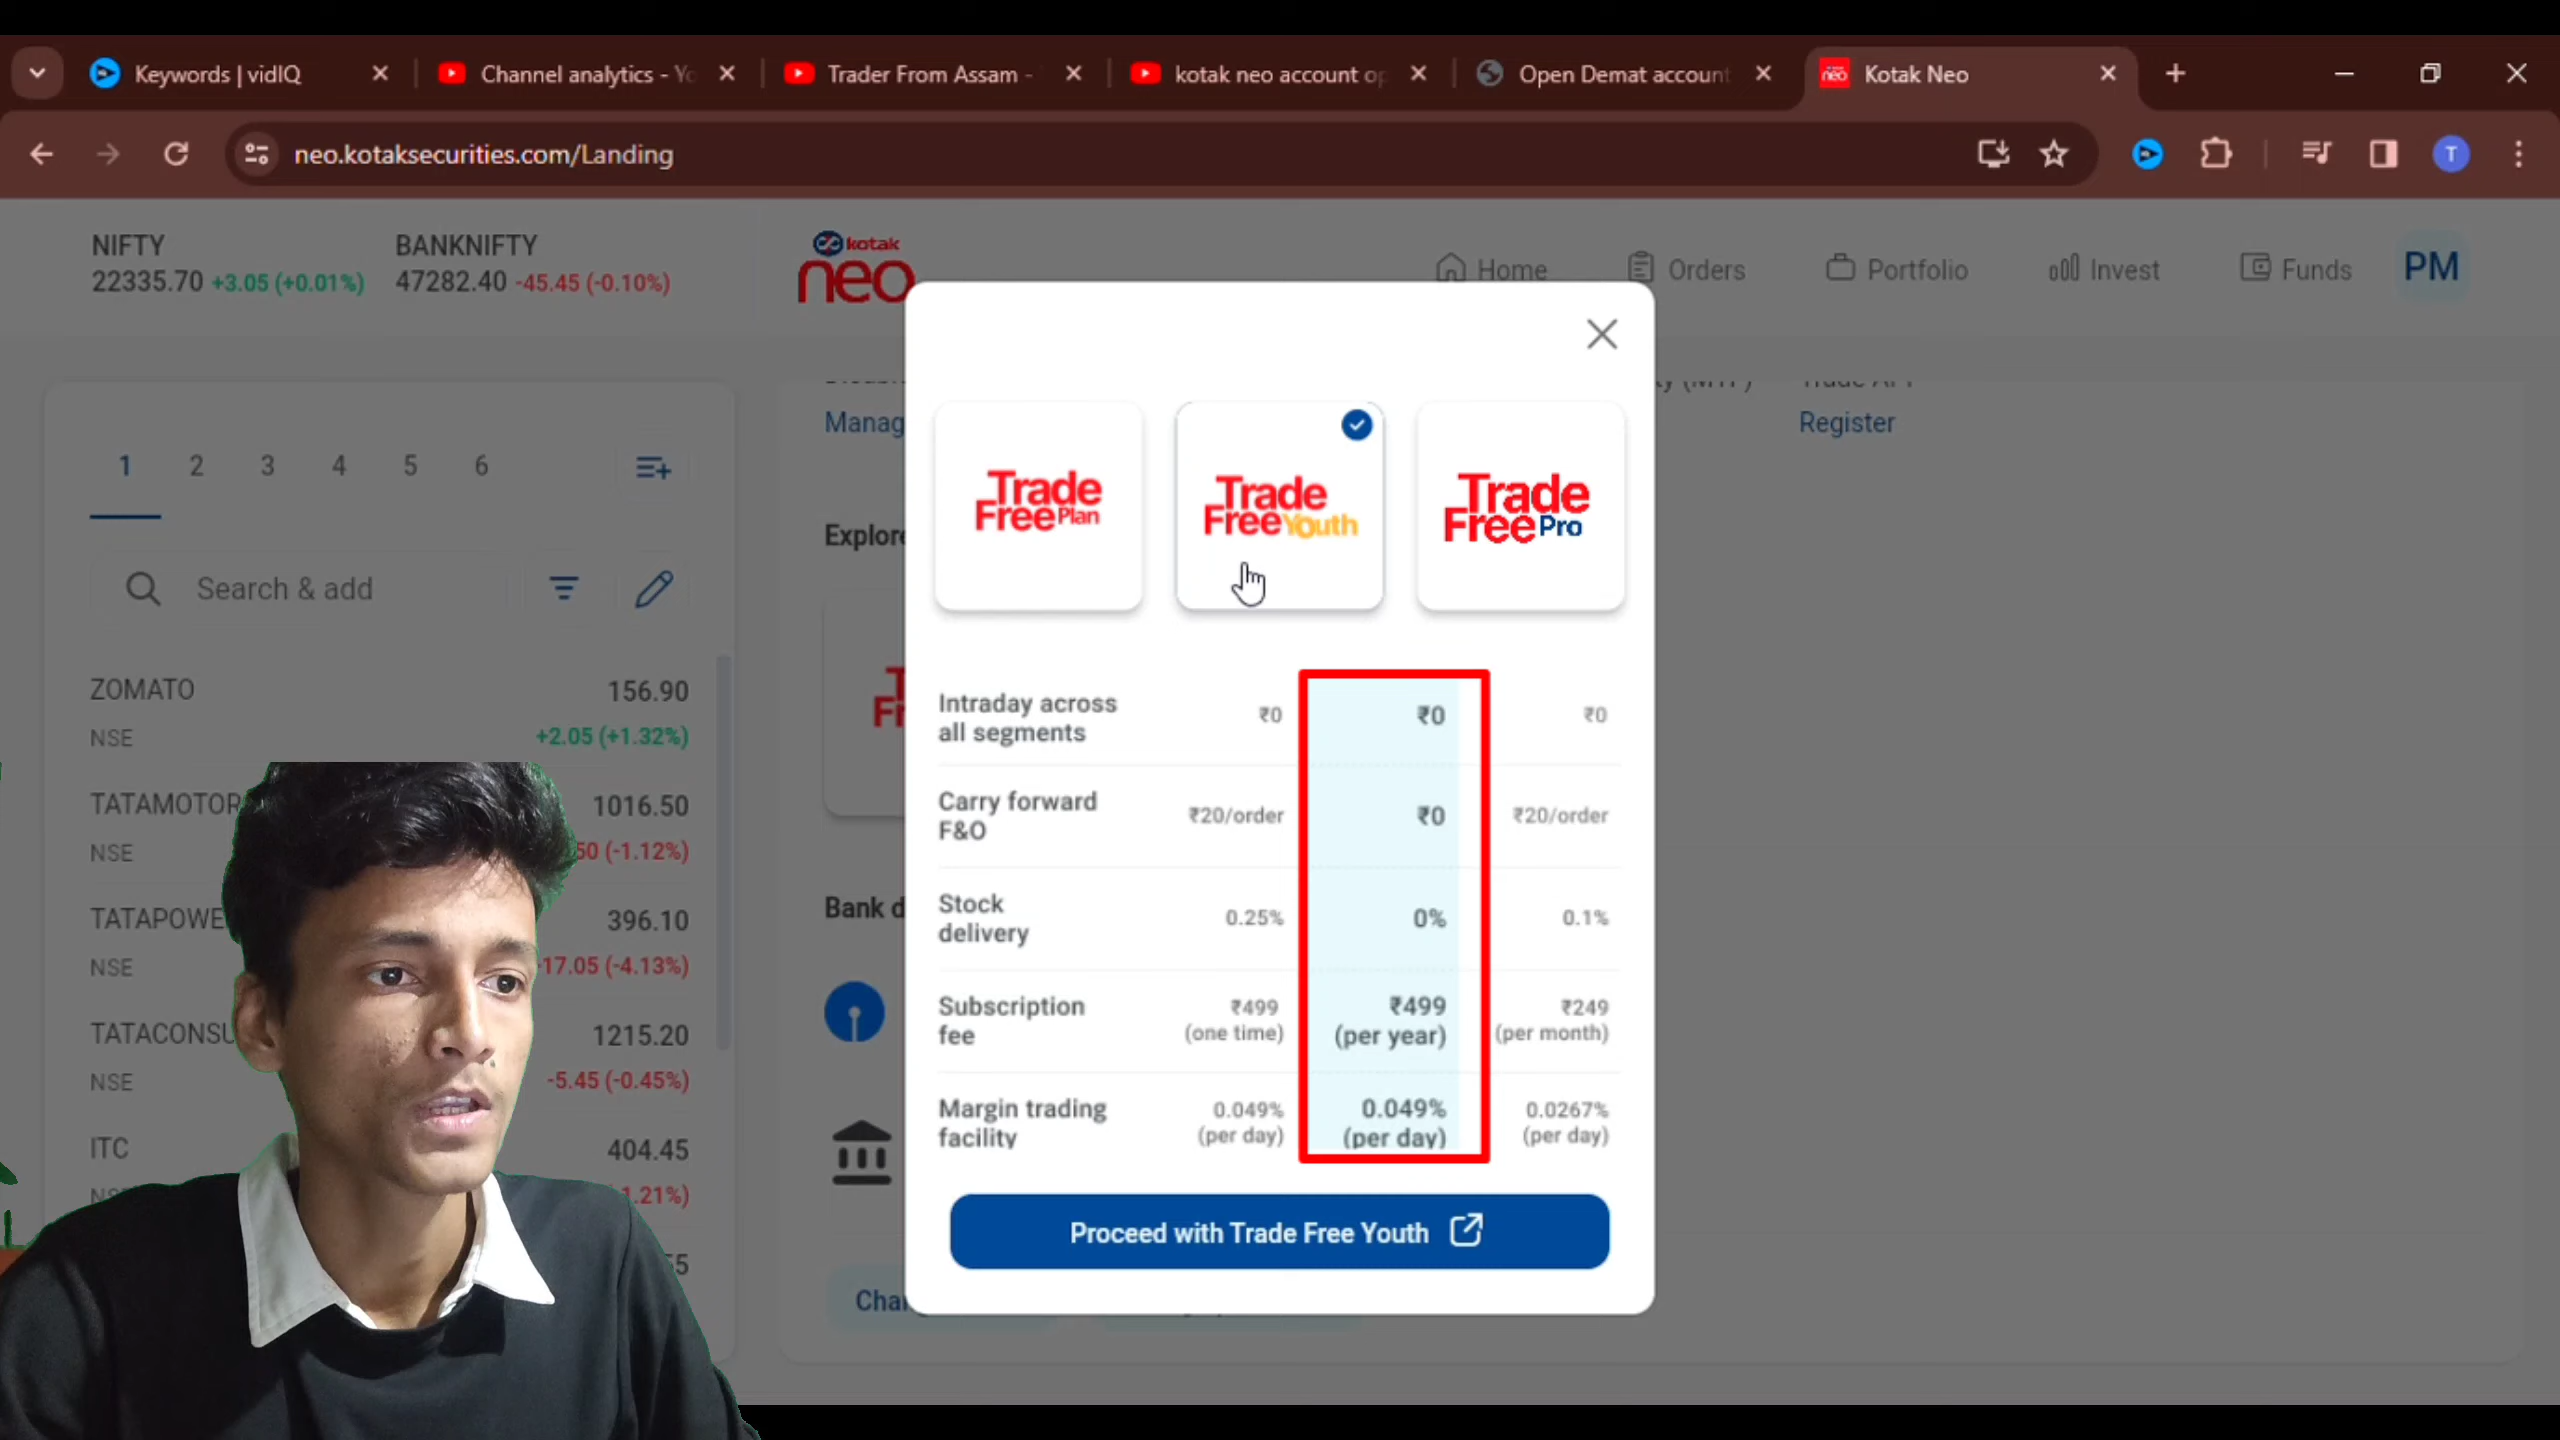 Keywords | vidIQ
Channel analytics - Yo
Trader From Assam -
kotak neo account op
Open Demat account
neo
Kotak Neo
neo.kotaksecurities.com/Landing
T
NIFTY
22335.70 +3.05 (+0.01%)
BANKNIFTY
47282.40 -45.45 (-0.10%)
kotak
neo
Home
Orders
Portfolio
Invest
Funds
PM
1 2 3 4 5 6
Search & add
ZOMATO 156.90
NSE +2.05 (+1.32%)
TATAMOTOR 1016.50
NSE 50 (-1.12%)
TATAPOWE 396.10
NSE -17.05 (-4.13%)
TATACONSU 1215.20
NSE -5.45 (-0.45%)
ITC 404.45
1.21%)
55
Manag
Trade API
Register
Explore
Bank d
Trade Free Plan
Trade Free Youth
Trade Free Pro
Intraday across all segments ₹0 ₹0 ₹0
Carry forward F&O ₹20/order ₹0 ₹20/order
Stock delivery 0.25% 0% 0.1%
Subscription fee ₹499 (one time) ₹499 (per year) ₹249 (per month)
Margin trading facility 0.049% (per day) 0.049% (per day) 0.0267% (per day)
Proceed with Trade Free Youth